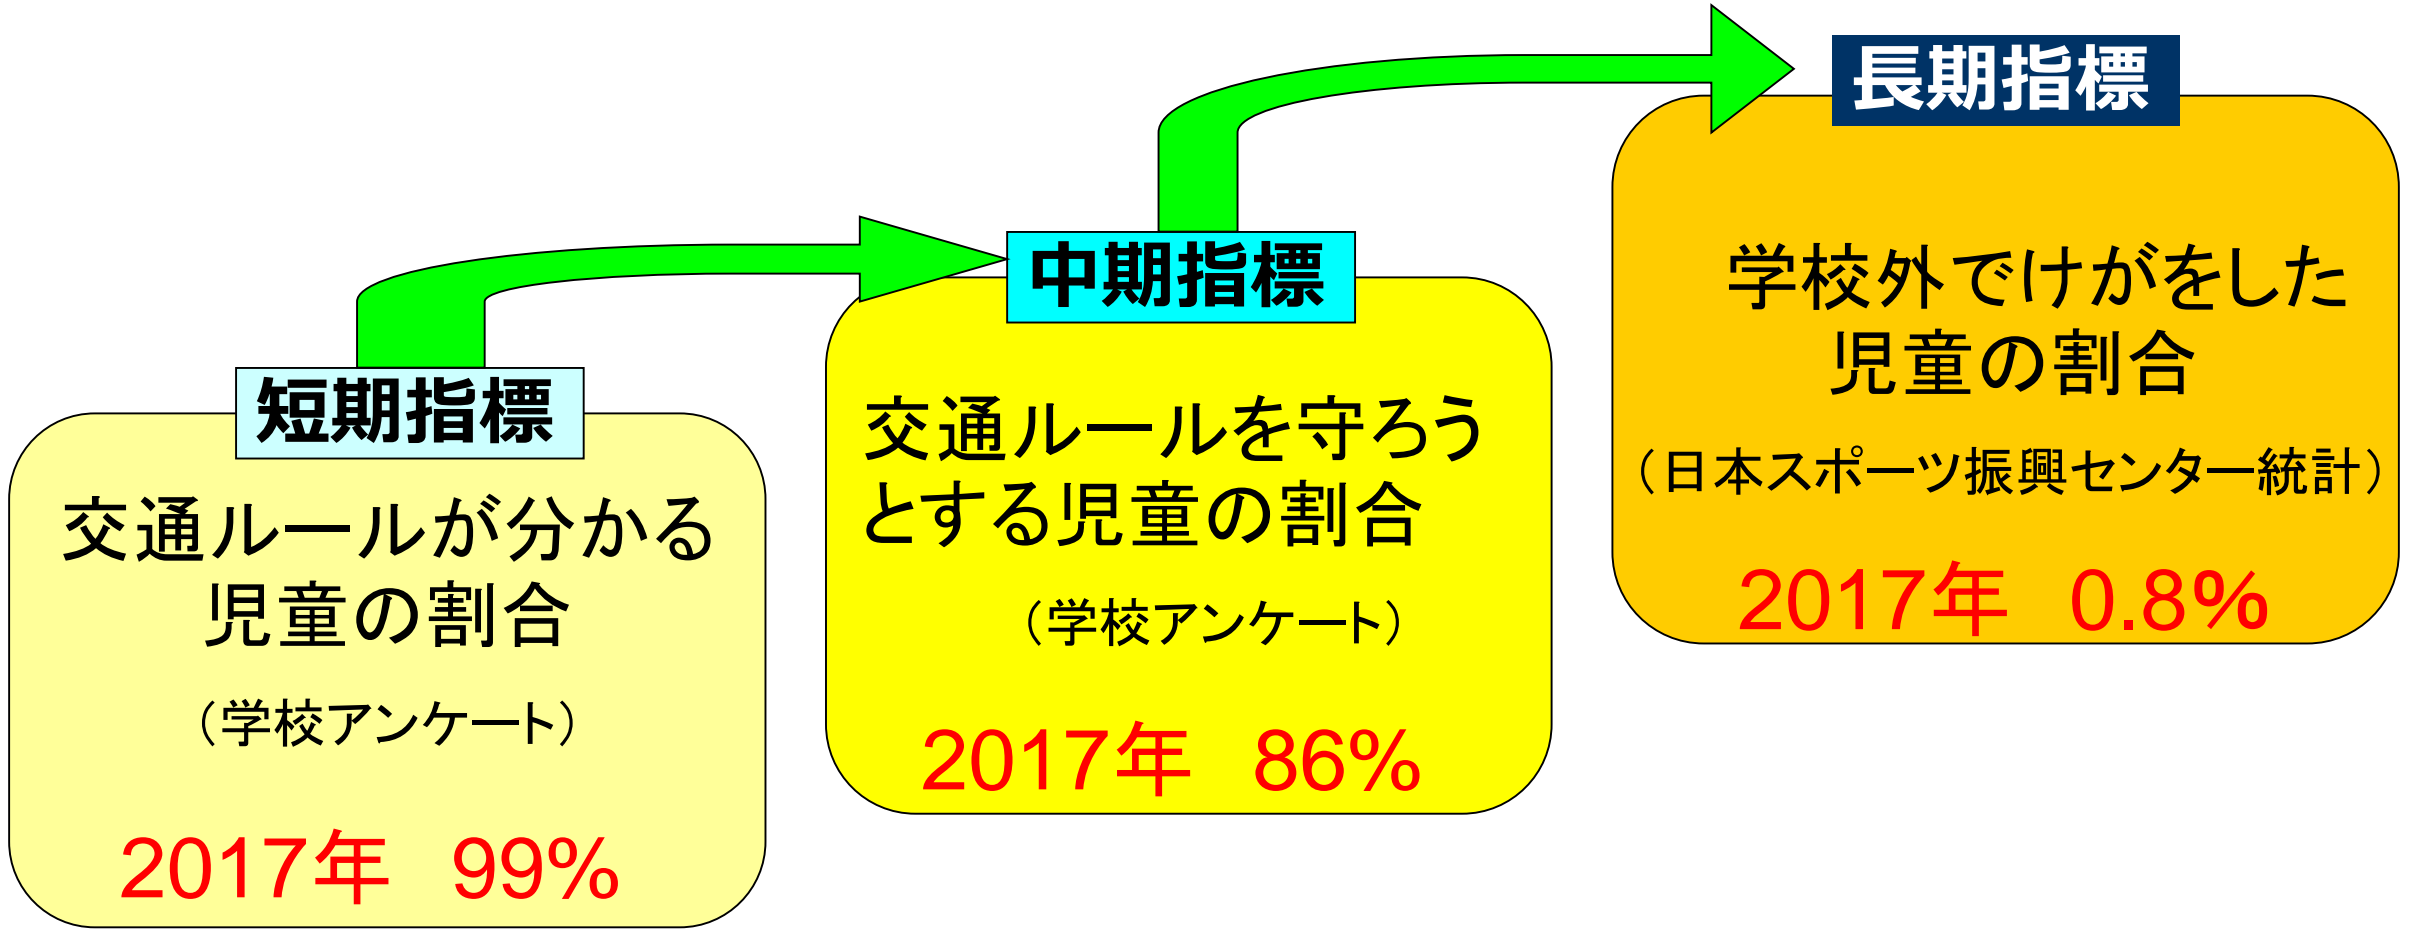 短期指標
交通ルールが分かる
児童の割合
（学校アンケート）
2017年　99%
中期指標
交通ルールを守ろう
とする児童の割合
（学校アンケート）
2017年　86%
長期指標
学校外でけがをした
児童の割合
（日本スポーツ振興センター統計）
2017年　0.8%